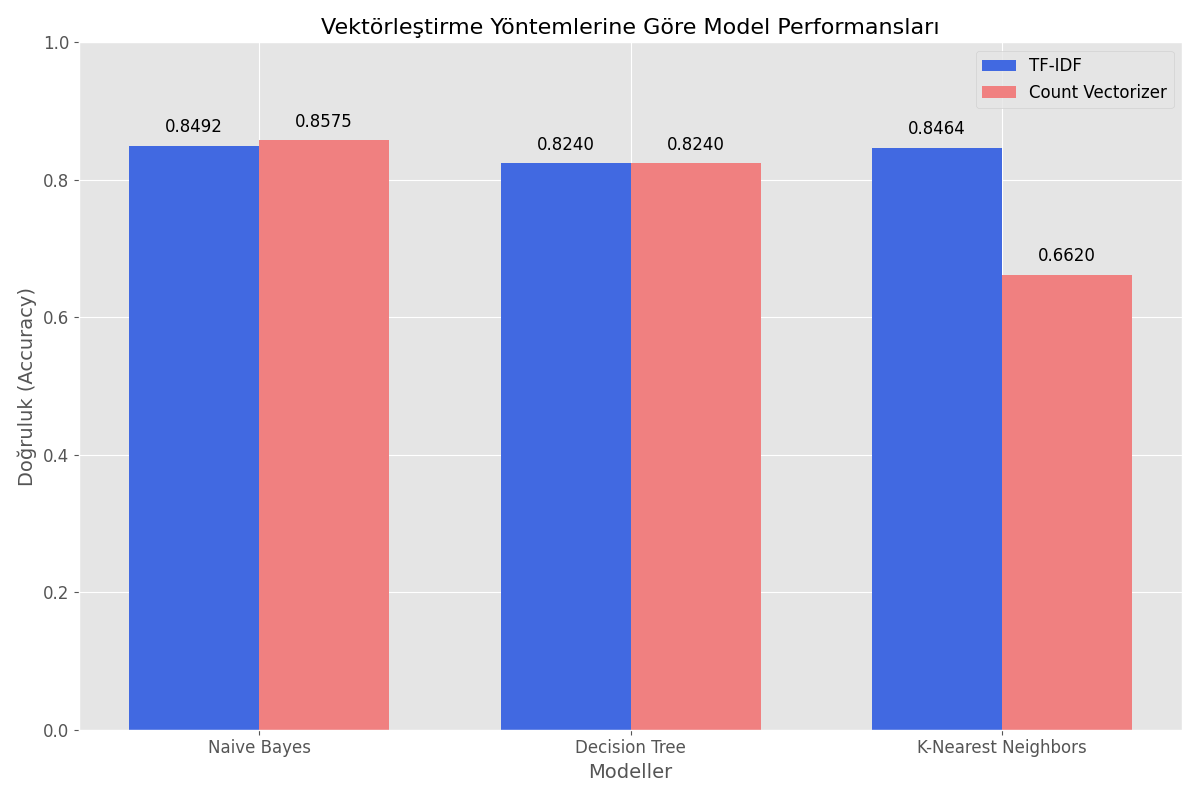 Vektörleştirme Yöntemlerine Göre Model Performansları
TF-IDF
Count Vectorizer
1.0
0.8
0.6
0.4
0.2
0.0
Doğruluk (Accuracy)
0.8492
0.8575
0.8240
0.8240
0.8464
0.6620
Naive Bayes
Decision Tree
K-Nearest Neighbors
Modeller